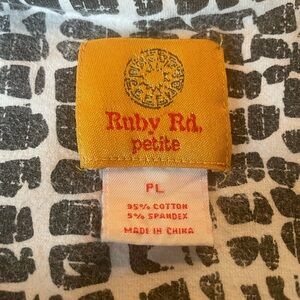 Ruby Rd.
petite
PL
95% COTTON
5% SPANDEX
MADE IN CHINA